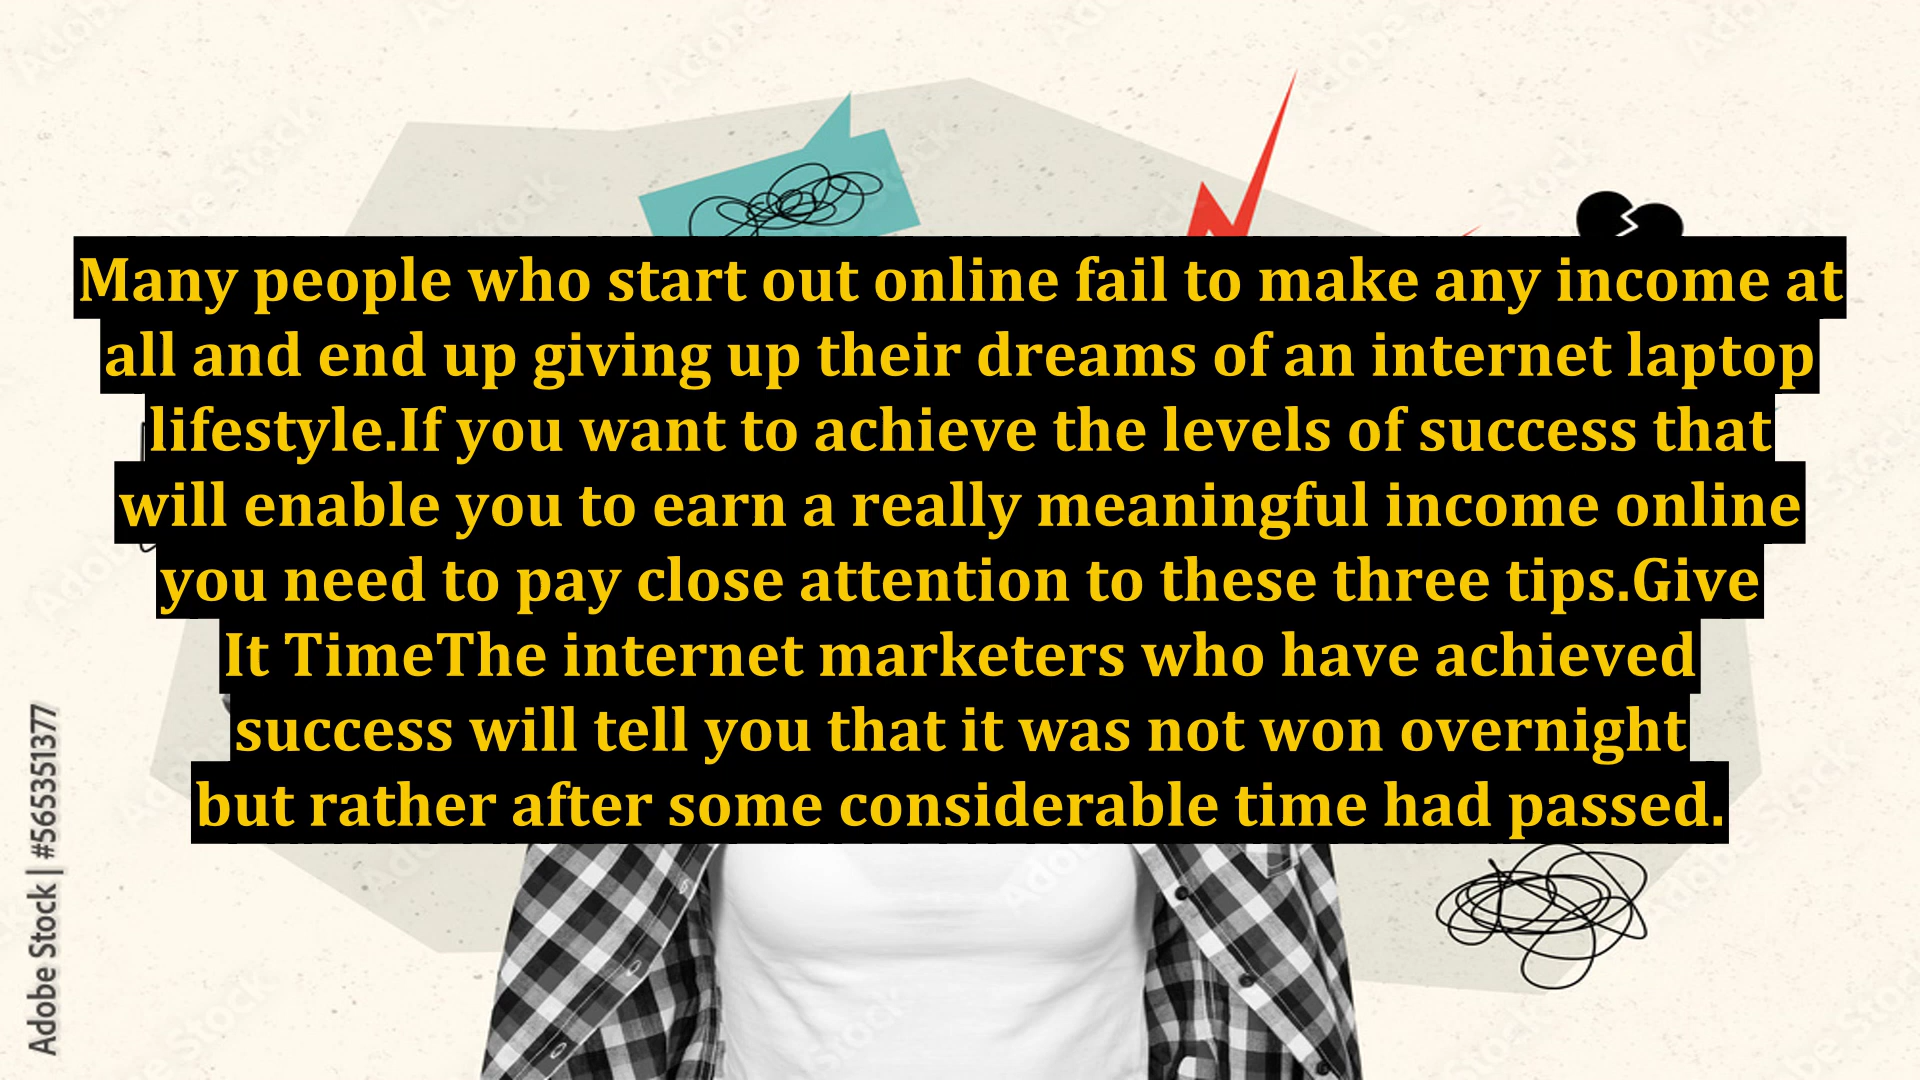 Many people who start out online fail to make any income at
all and end up giving up their dreams of an internet laptop
lifestyle.If you want to achieve the levels of success that
will enable you to earn a really meaningful income online
you need to pay close attention to these three tips.Give
It TimeThe internet marketers who have achieved
success will tell you that it was not won overnight
but rather after some considerable time had passed.
Adobe Stock | #565351377